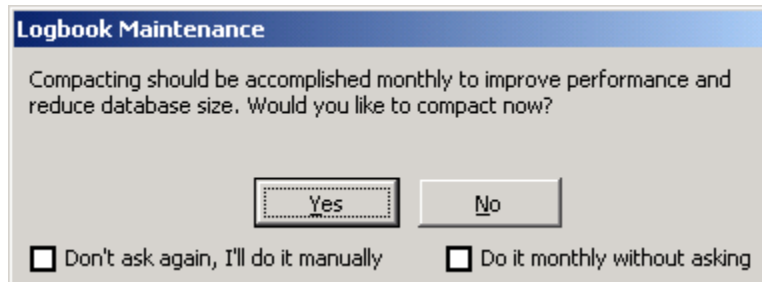 Logbook Maintenance
Compacting should be accomplished monthly to improve performance and
reduce database size. Would you like to compact now?
Yes No
Don't ask again, I'll do it manually Do it monthly without asking